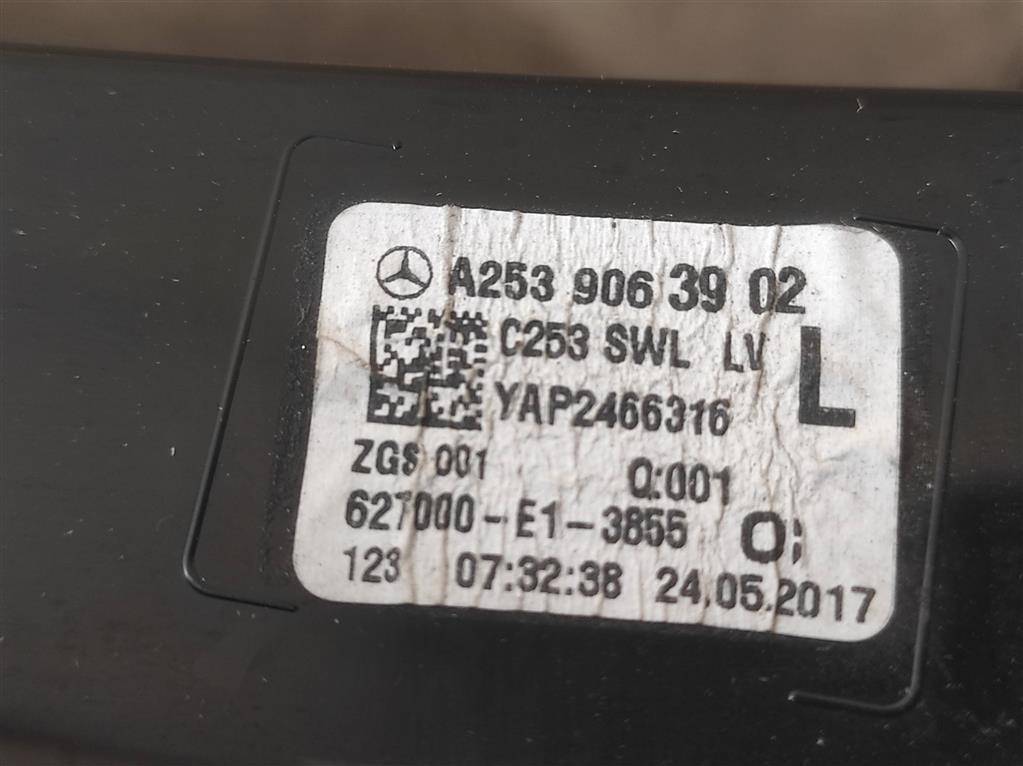 A253 906 39 02
C253 SWL LV
L
YAP2466316
ZGS 001 Q:001
627000-E1-3855
123 07:32:38 24.05.2017